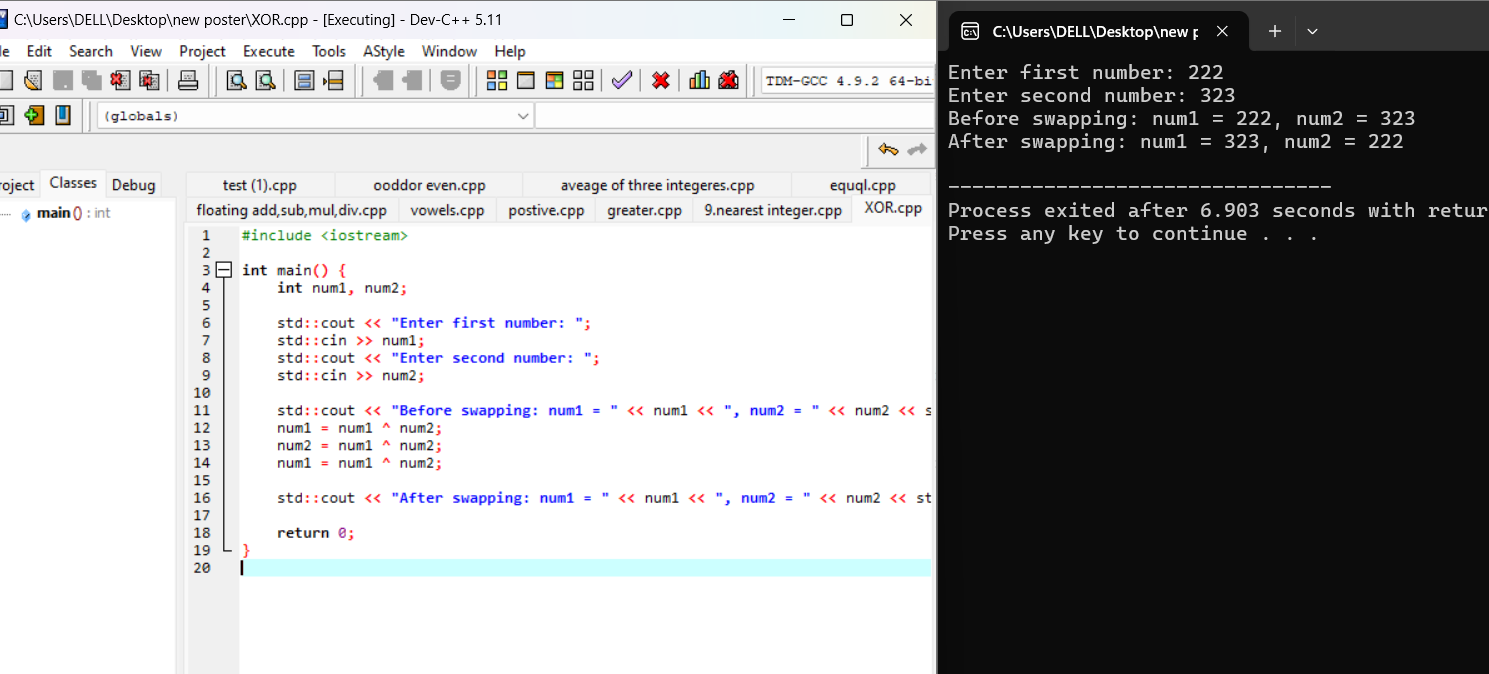 C:\Users\DELL\Desktop\new poster\XOR.cpp - [Executing] - Dev-C++ 5.11
Edit Search View Project Execute Tools AStyle Window Help
TDM-GCC 4.9.2 64-bi
(globals)
Classes Debug
main () : int
test (1).cpp ooddor even.cpp aveage of three integeres.cpp equql.cpp
floating add,sub,mul,div.cpp vowels.cpp postive.cpp greater.cpp 9.nearest integer.cpp XOR.cpp
1 #include <iostream>
2
3 int main() {
4 int num1, num2;
5
6 std::cout << "Enter first number: ";
7 std::cin >> num1;
8 std::cout << "Enter second number: ";
9 std::cin >> num2;
10
11 std::cout << "Before swapping: num1 = " << num1 << ", num2 = " << num2 << s
12 num1 = num1 ^ num2;
13 num2 = num1 ^ num2;
14 num1 = num1 ^ num2;
15
16 std::cout << "After swapping: num1 = " << num1 << ", num2 = " << num2 << st
17
18 return 0;
19 }
20
C:\Users\DELL\Desktop\new p
Enter first number: 222
Enter second number: 323
Before swapping: num1 = 222, num2 = 323
After swapping: num1 = 323, num2 = 222
--------------------------------
Process exited after 6.903 seconds with retur
Press any key to continue . . .